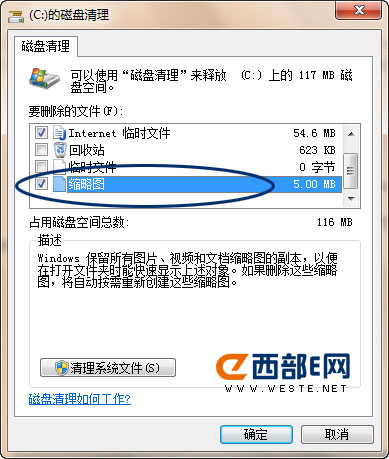 (C:)的磁盘清理
磁盘清理
可以使用“磁盘清理”来释放 (C:) 上的 117 MB 磁
盘空间。
要删除的文件(F):
Internet 临时文件 54.6 MB
回收站 623 KB
临时文件 0 字节
缩略图 5.00 MB
占用磁盘空间总数: 116 MB
描述
Windows 保留所有图片、视频和文档缩略图的副本，以便
在打开文件夹时能快速显示上述对象。如果删除这些缩略
图，将自动按需重新创建这些缩略图。
清理系统文件(S)
西部e网
WWW.WESTE.NET
磁盘清理如何工作?
确定 取消